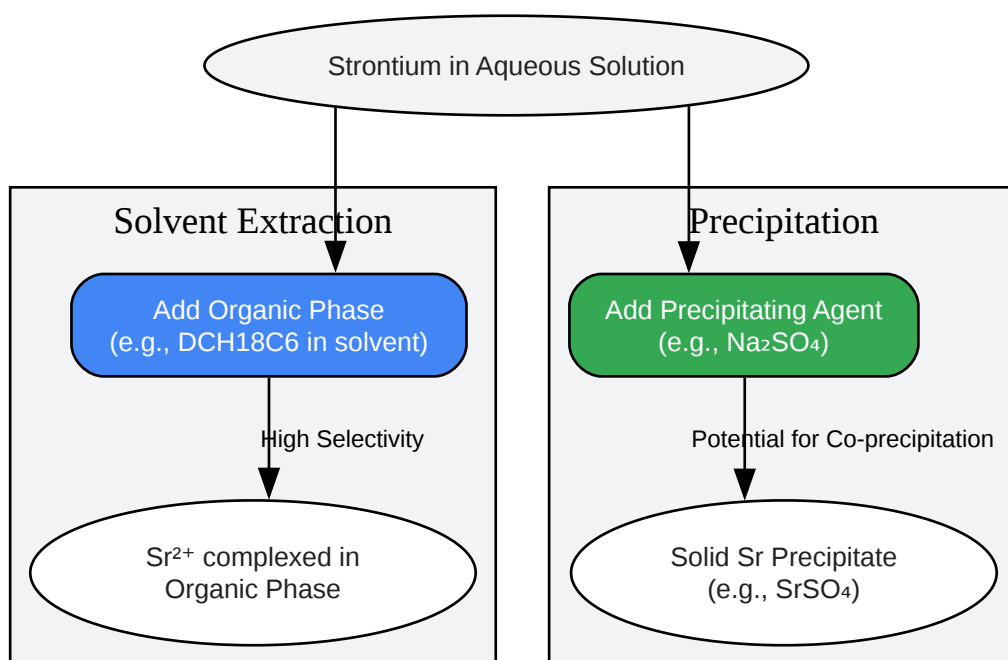 Strontium in Aqueous Solution
Solvent Extraction
Add Organic Phase
(e.g., DCH18C6 in solvent)
High Selectivity
Sr²⁺ complexed in
Organic Phase
Precipitation
Add Precipitating Agent
(e.g., Na₂SO₄)
Potential for Co-precipitation
Solid Sr Precipitate
(e.g., SrSO₄)